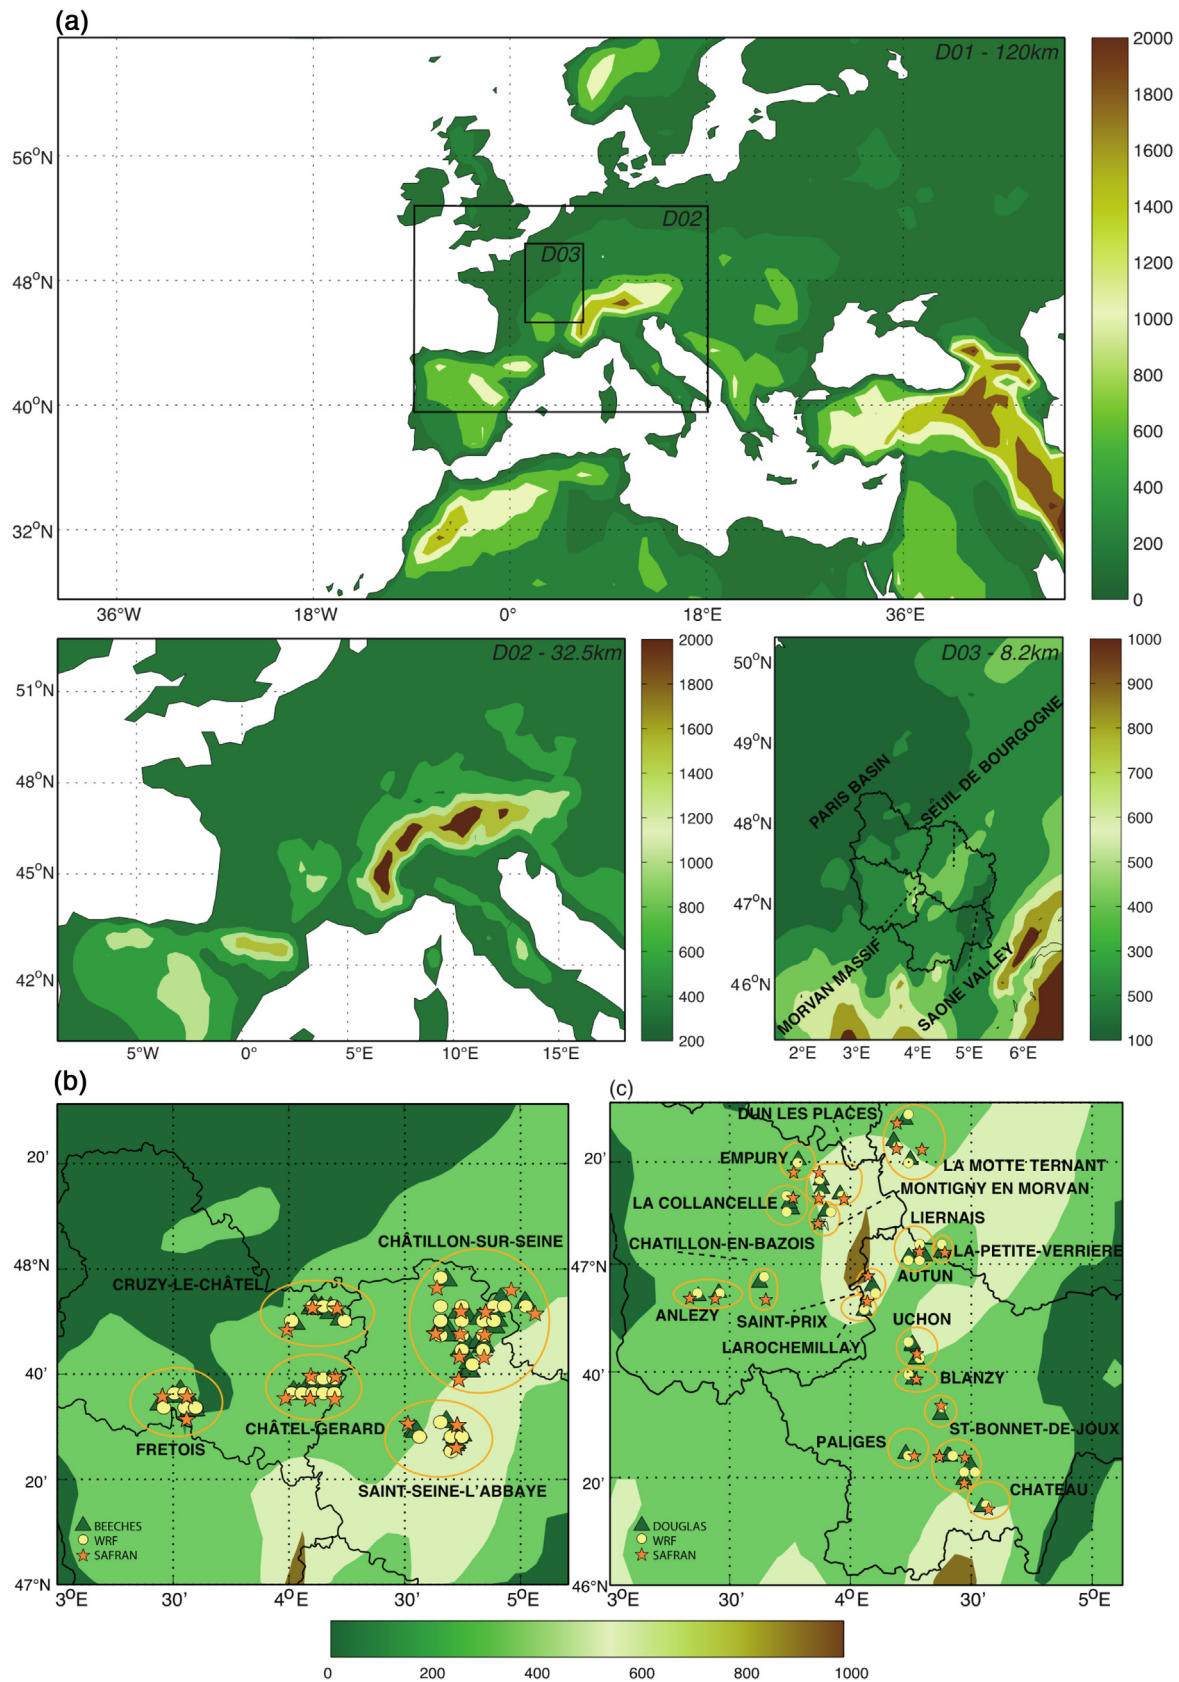 (a)
D01 - 120km
D02
D03
56°N
48°N
40°N
32°N
36°W
18°W
0°
18°E
36°E
2000
1800
1600
1400
1200
1000
800
600
400
200
0
D02 - 32.5km
51°N
48°N
45°N
42°N
5°W
0°
5°E
10°E
15°E
2000
1800
1600
1400
1200
1000
800
600
400
200
D03 - 8.2km
50°N
49°N
48°N
47°N
46°N
PARIS BASIN
SEUIL DE BOURGOGNE
MORVAN MASSIF
SAONE VALLEY
2°E
3°E
4°E
5°E
6°E
1000
900
800
700
600
500
400
300
500
100
(b)
20'
48°N
40'
20'
47°N
CHÂTILLON-SUR-SEINE
CRUZY-LE-CHÂTEL
CHÂTEL-GERARD
FRETOIS
SAINT-SEINE-L'ABBAYE
BEECHES
WRF
SAFRAN
3°E
30'
4°E
30'
5°E
(c)
20'
47°N
40'
20'
46°N
DUN LES PLACES
EMPURY
LA MOTTE TERNANT
LA COLLANCELLE
MONTIGNY EN MORVAN
LIERNAIS
CHATILLON-EN-BAZOIS
LA-PETITE-VERRIERE
AUTUN
ANLEZY
SAINT-PRIX
UCHON
LAROCHEMILLAY
BLANZY
ST-BONNET-DE-JOUX
PALIGES
CHATEAU
DOUGLAS
WRF
SAFRAN
3°E
30'
4°E
30'
5°E
0
200
400
600
800
1000